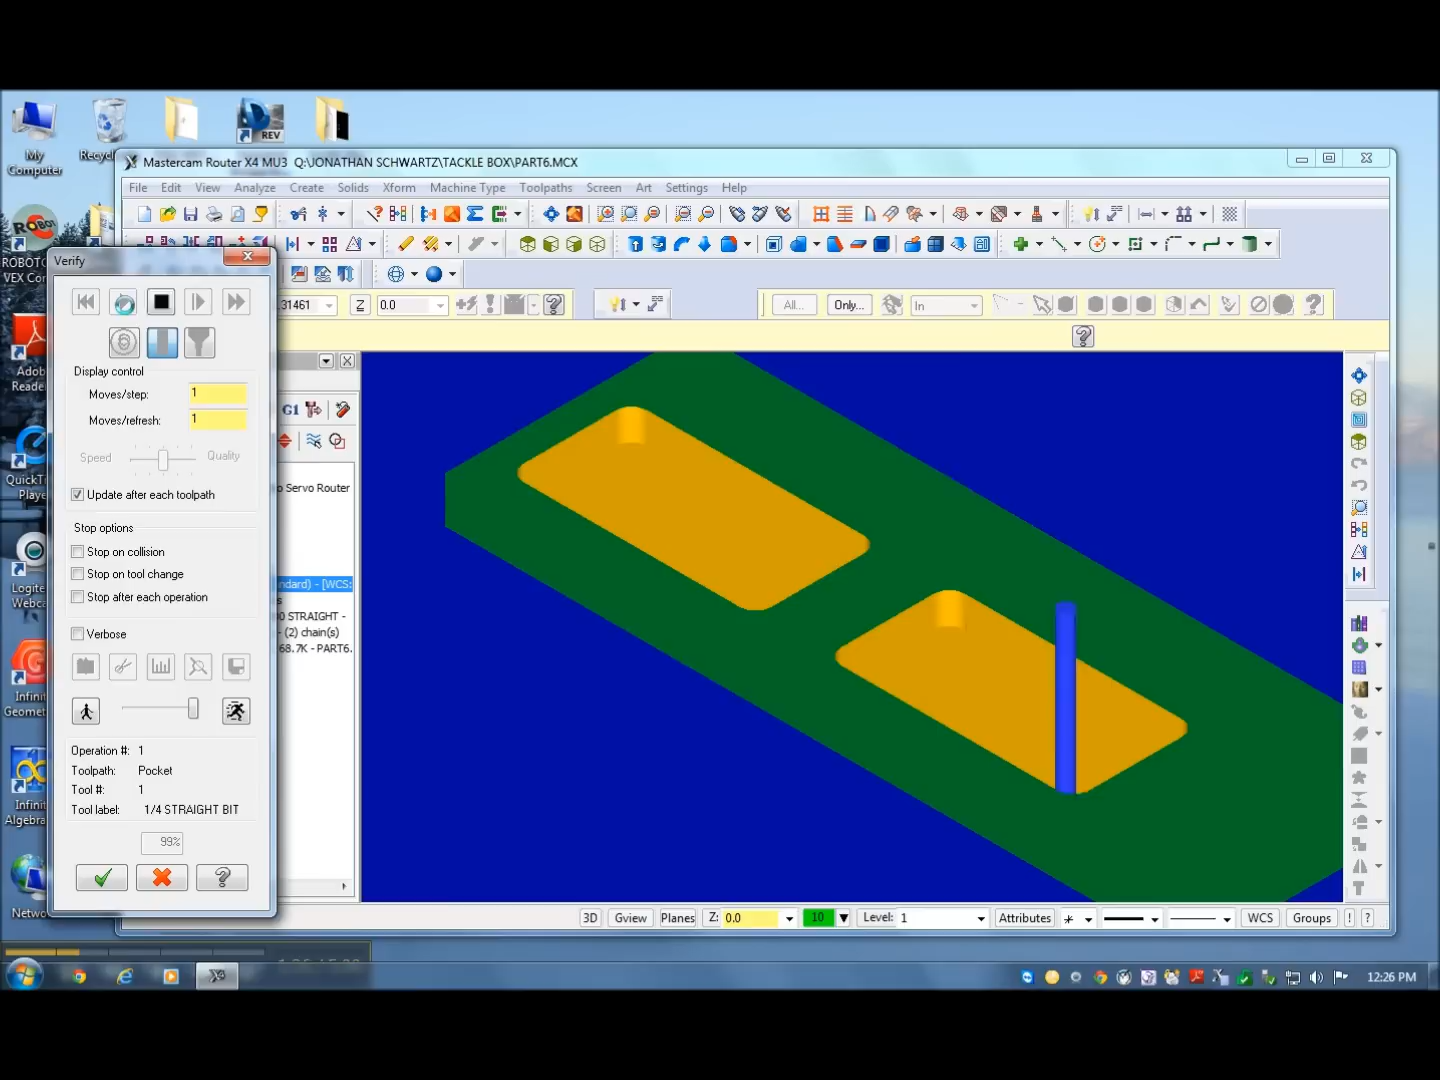 REV
My Computer
Recycl
Mastercam Router X4 MU3 Q:\JONATHAN SCHWARTZ\TACKLE BOX\PART6.MCX
File Edit View Analyze Create Solids Xform Machine Type Toolpaths Screen Art Settings Help
ROBOTC
VEX Con
Verify
.31461 Z 0.0 All... Only... In
Display control
Moves/step: 1
Moves/refresh: 1
Speed Quality
Update after each toolpath
Stop options
Stop on collision
Stop on tool change
Stop after each operation
Verbose
Operation #: 1
Toolpath: Pocket
Tool #: 1
Tool label: 1/4 STRAIGHT BIT
99%
G1
o Servo Router
ndard) - [WCS:
0 STRAIGHT -
- (2) chain(s)
68.7K - PART6.
Adob
Reader
QuickTi
Playe
Logite
Webca
Infinit
Geomet
Infinit
Algebra
Netwo
3D Gview Planes Z: 0.0 10 Level: 1 Attributes WCS Groups ! ?
12:26 PM